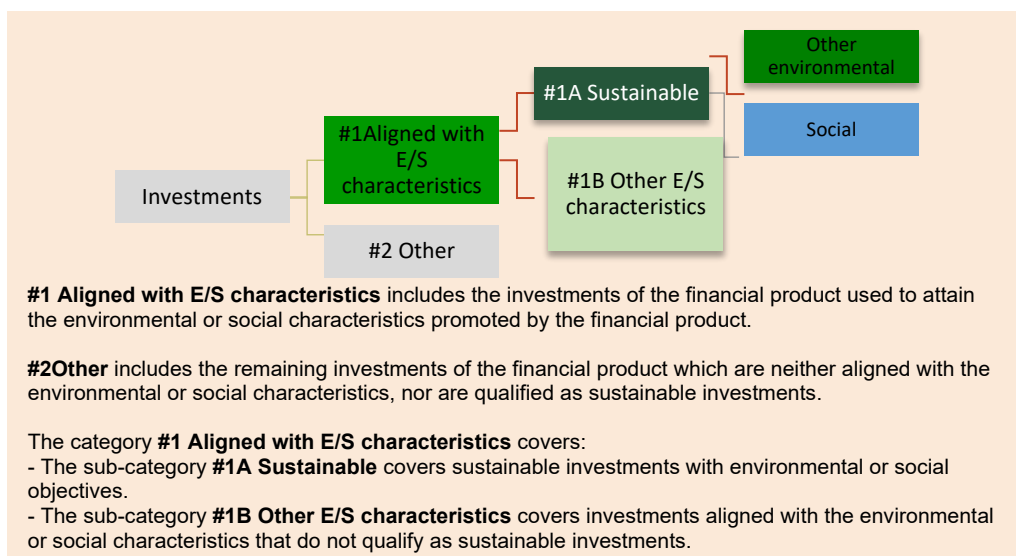 Other
environmental
#1A Sustainable
Social
#1Aligned with
E/S
characteristics
#1B Other E/S
characteristics
Investments
#2 Other
#1 Aligned with E/S characteristics includes the investments of the financial product used to attain
the environmental or social characteristics promoted by the financial product.
#2Other includes the remaining investments of the financial product which are neither aligned with the
environmental or social characteristics, nor are qualified as sustainable investments.
The category #1 Aligned with E/S characteristics covers:
- The sub-category #1A Sustainable covers sustainable investments with environmental or social
objectives.
- The sub-category #1B Other E/S characteristics covers investments aligned with the environmental
or social characteristics that do not qualify as sustainable investments.